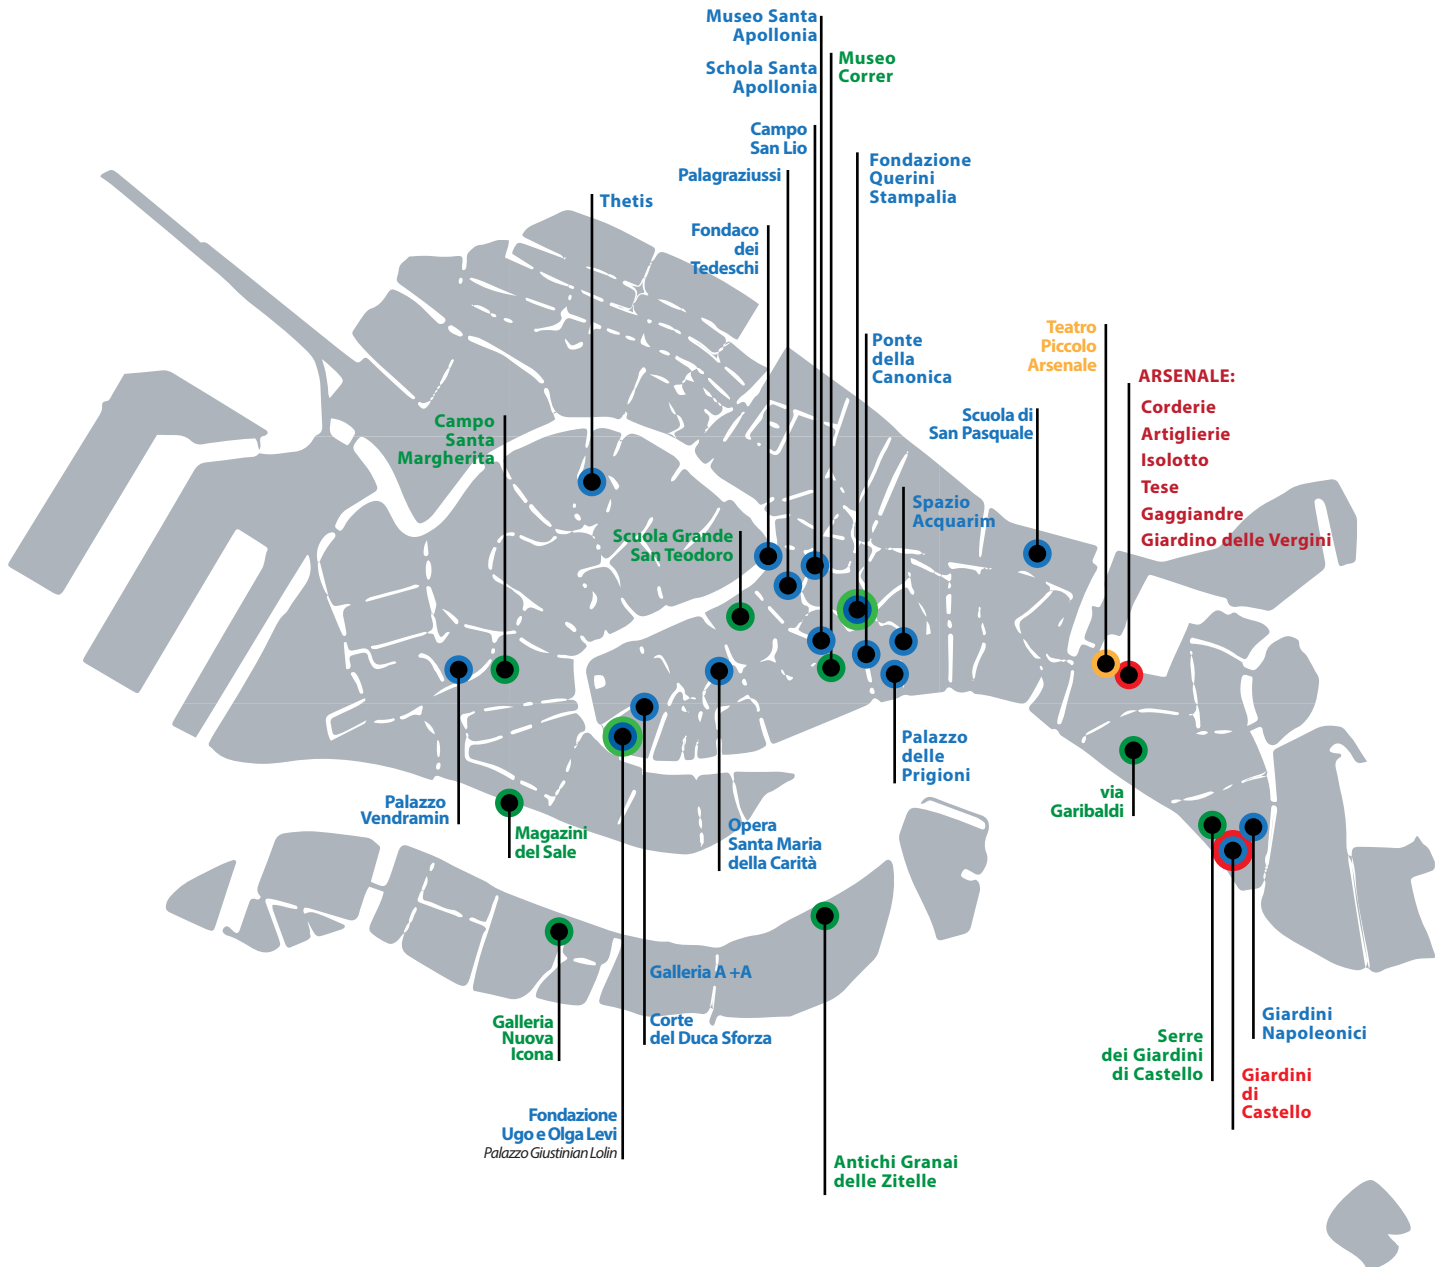 Museo Santa
Apollonia
Schola Santa
Apollonia
Museo
Correr
Campo
San Lio
Palagraziussi
Fondazione
Querini
Stampalia
Thetis
Fondaco
dei
Tedeschi
Teatro
Piccolo
Arsenale
Ponte
della
Canonica
ARSENALE:
Corderie
Artiglierie
Isolotto
Tese
Gaggiandre
Giardino delle Vergini
Scuola di
San Pasquale
Campo
Santa
Margherita
Spazio
Acquarim
Scuola Grande
San Teodoro
Palazzo
delle
Prigioni
Palazzo
Vendramin
via
Garibaldi
Magazini
del Sale
Opera
Santa Maria
della Carità
Galleria A +A
Corte
del Duca Sforza
Galleria
Nuova
Icona
Giardini
Napoleonici
Serre
dei Giardini
di Castello
Giardini
di
Castello
Fondazione
Ugo e Olga Levi
Palazzo Giustinian Lolin
Antichi Granai
delle Zitelle